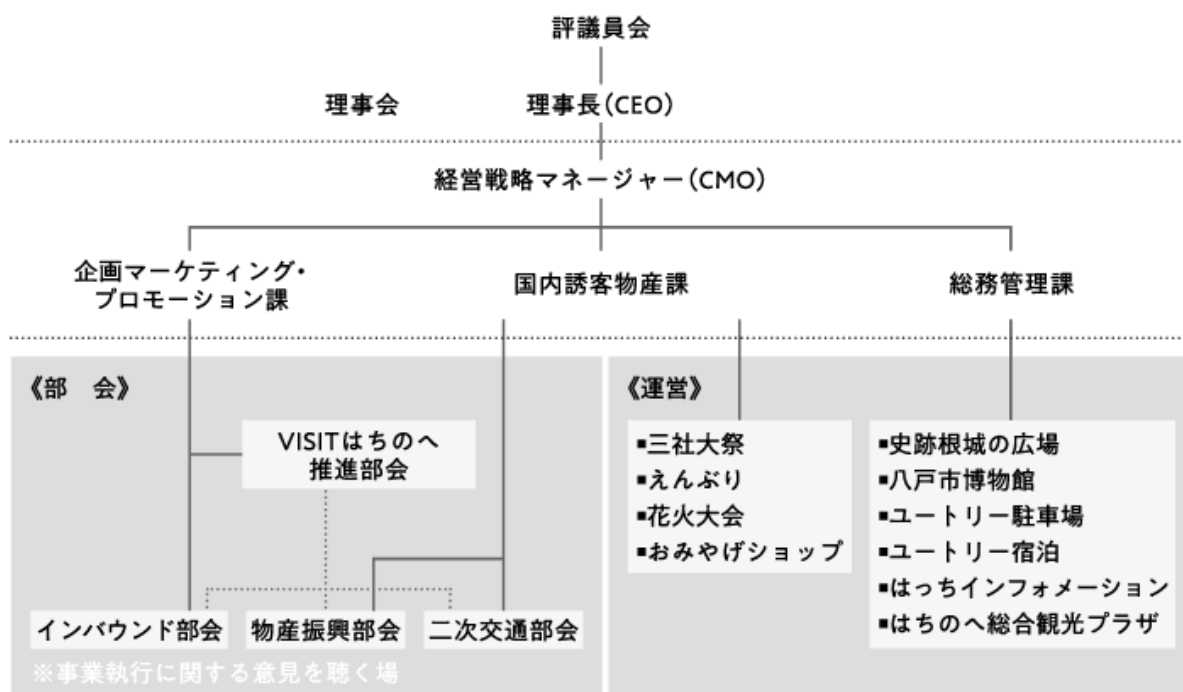 評議員会
理事会
理事長(CEO)
経営戦略マネージャー(CMO)
企画マーケティング・
プロモーション課
国内誘客物産課
総務管理課
《部　会》
VISITはちのへ
推進部会
インバウンド部会
物産振興部会
二次交通部会
※事業執行に関する意見を聴く場
《運営》
▪三社大祭
▪えんぶり
▪花火大会
▪おみやげショップ
▪史跡根城の広場
▪八戸市博物館
▪ユートリー駐車場
▪ユートリー宿泊
▪はっちインフォメーション
▪はちのへ総合観光プラザ